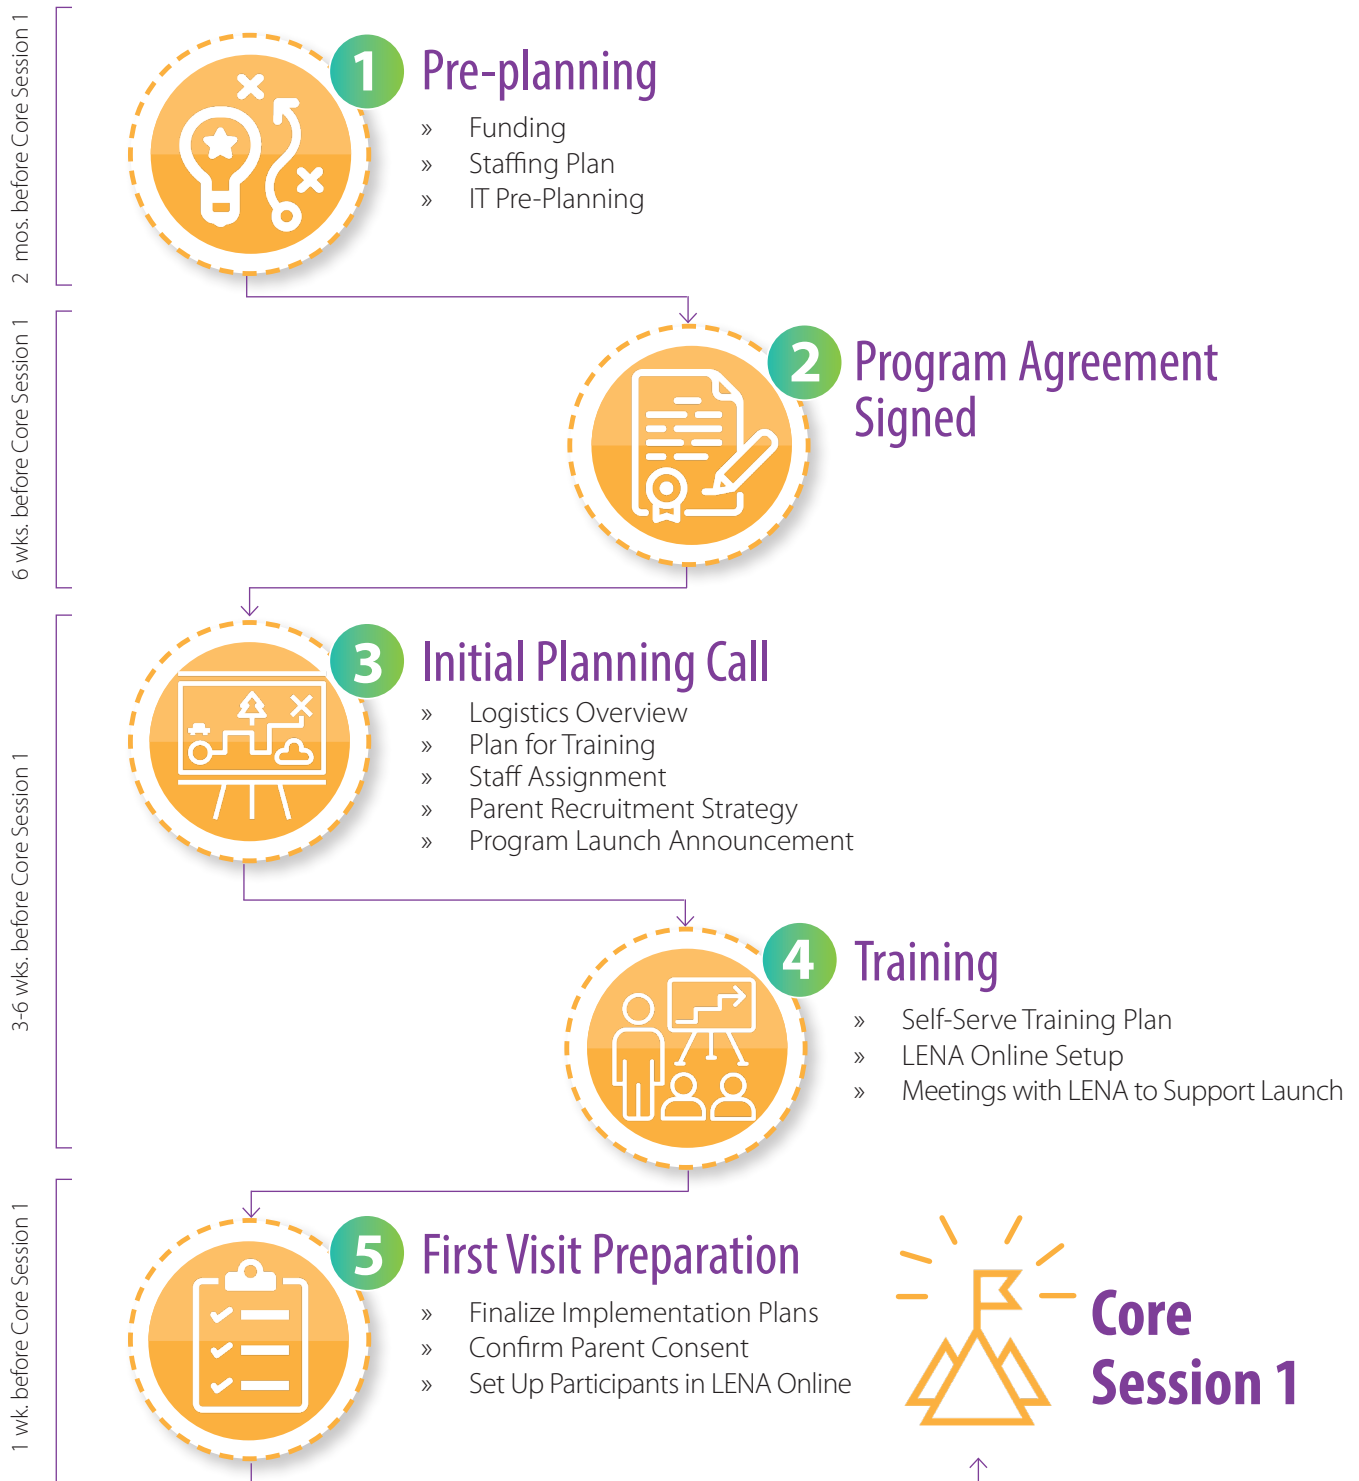 2 mos. before Core Session 1
1
Pre-planning
» Funding
» Staffing Plan
» IT Pre-Planning
6 wks. before Core Session 1
2
Program Agreement
Signed
3-6 wks. before Core Session 1
3
Initial Planning Call
» Logistics Overview
» Plan for Training
» Staff Assignment
» Parent Recruitment Strategy
» Program Launch Announcement
4
Training
» Self-Serve Training Plan
» LENA Online Setup
» Meetings with LENA to Support Launch
1 wk. before Core Session 1
5
First Visit Preparation
» Finalize Implementation Plans
» Confirm Parent Consent
» Set Up Participants in LENA Online
Core
Session 1